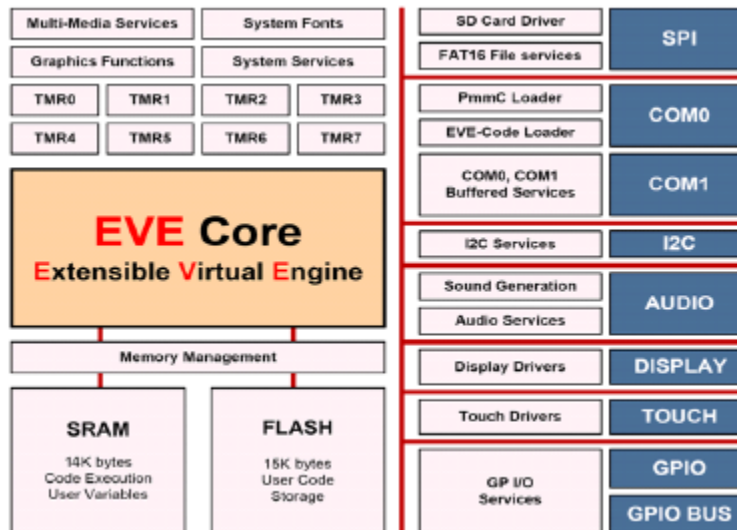 Multi-Media Services
System Fonts
Graphics Functions
System Services
TMR0
TMR1
TMR2
TMR3
TMR4
TMR5
TMR6
TMR7
EVE Core
Extensible Virtual Engine
Memory Management
SRAM
14K bytes
Code Execution
User Variables
FLASH
15K bytes
User Code
Storage
SD Card Driver
FAT16 File services
SPI
PmmC Loader
EVE-Code Loader
COM0
COM0, COM1
Buffered Services
COM1
I2C Services
I2C
Sound Generation
Audio Services
AUDIO
Display Drivers
DISPLAY
Touch Drivers
TOUCH
GP I/O
Services
GPIO
GPIO BUS